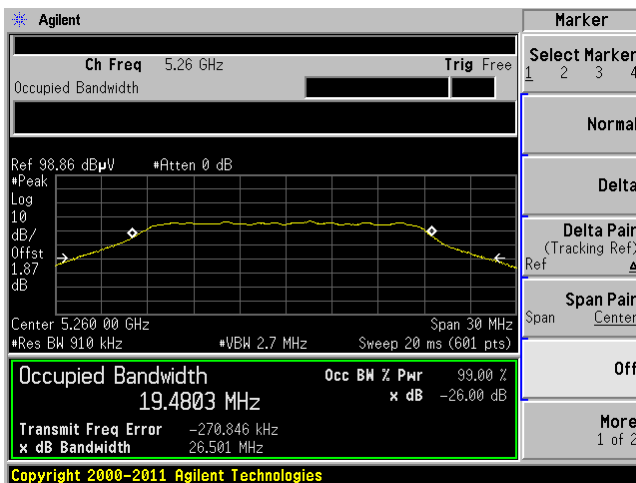 Agilent
Ch Freq 5.26 GHz Trig Free
Occupied Bandwidth
Ref 98.86 dBµV #Atten 0 dB
#Peak
Log
10
dB/
Offst
1.87
dB
Center 5.260 00 GHz Span 30 MHz
#Res BW 910 kHz #VBW 2.7 MHz Sweep 20 ms (601 pts)
Occupied Bandwidth Occ BW % Pwr 99.00 %
19.4803 MHz x dB -26.00 dB
Transmit Freq Error -270.846 kHz
x dB Bandwidth 26.501 MHz
Copyright 2000-2011 Agilent Technologies
Marker
Select Marker
1 2 3 4
Normal
Delta
Delta Pair
(Tracking Ref)
Ref Δ
Span Pair
Span Center
Off
More
1 of 2